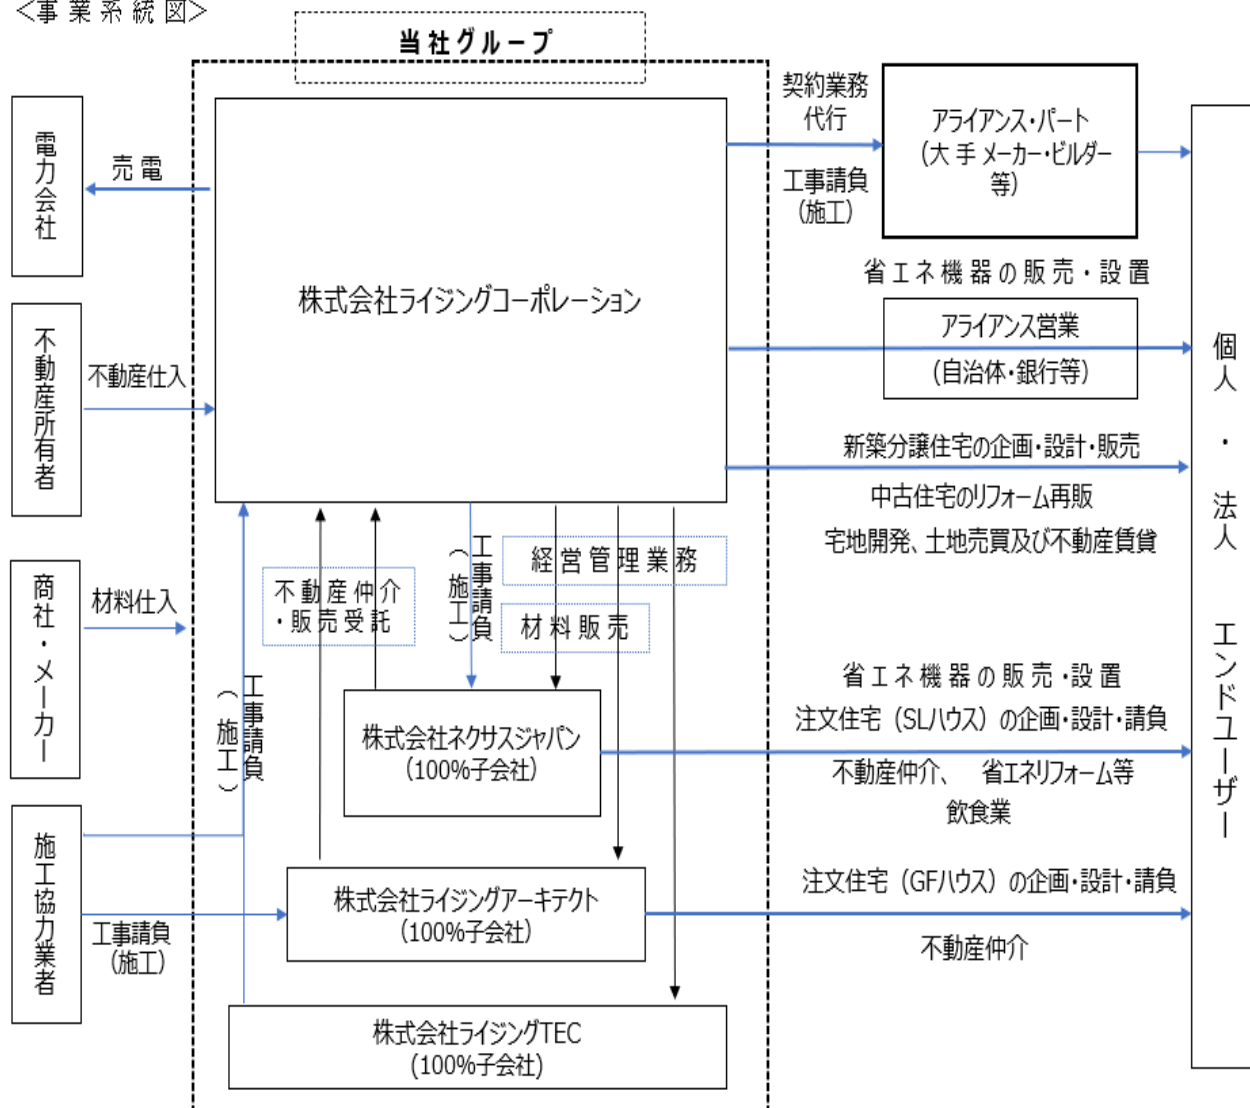 ＜事業系統図＞
当社グループ
電力会社
売電
不動産所有者
不動産仕入
商社・メーカー
材料仕入
施工協力業者
工事請負
（施工）
株式会社ライジングコーポレーション
工事請負
（施工）
不動産仲介
・販売受託
工事請負
（施工）
経営管理業務
材料販売
株式会社ネクサスジャパン
(100%子会社)
株式会社ライジングアーキテクト
(100%子会社)
株式会社ライジングTEC
(100%子会社)
契約業務
代行
工事請負
（施工）
アライアンス・パート
（大手メーカー・ビルダー
等）
省エネ機器の販売・設置
アライアンス営業
（自治体・銀行等）
新築分譲住宅の企画・設計・販売
中古住宅のリフォーム再販
宅地開発、土地売買及び不動産賃貸
省エネ機器の販売・設置
注文住宅（SLハウス）の企画・設計・請負
不動産仲介、　省エネリフォーム等
飲食業
注文住宅（GFハウス）の企画・設計・請負
不動産仲介
個人・法人　エンドユーザー